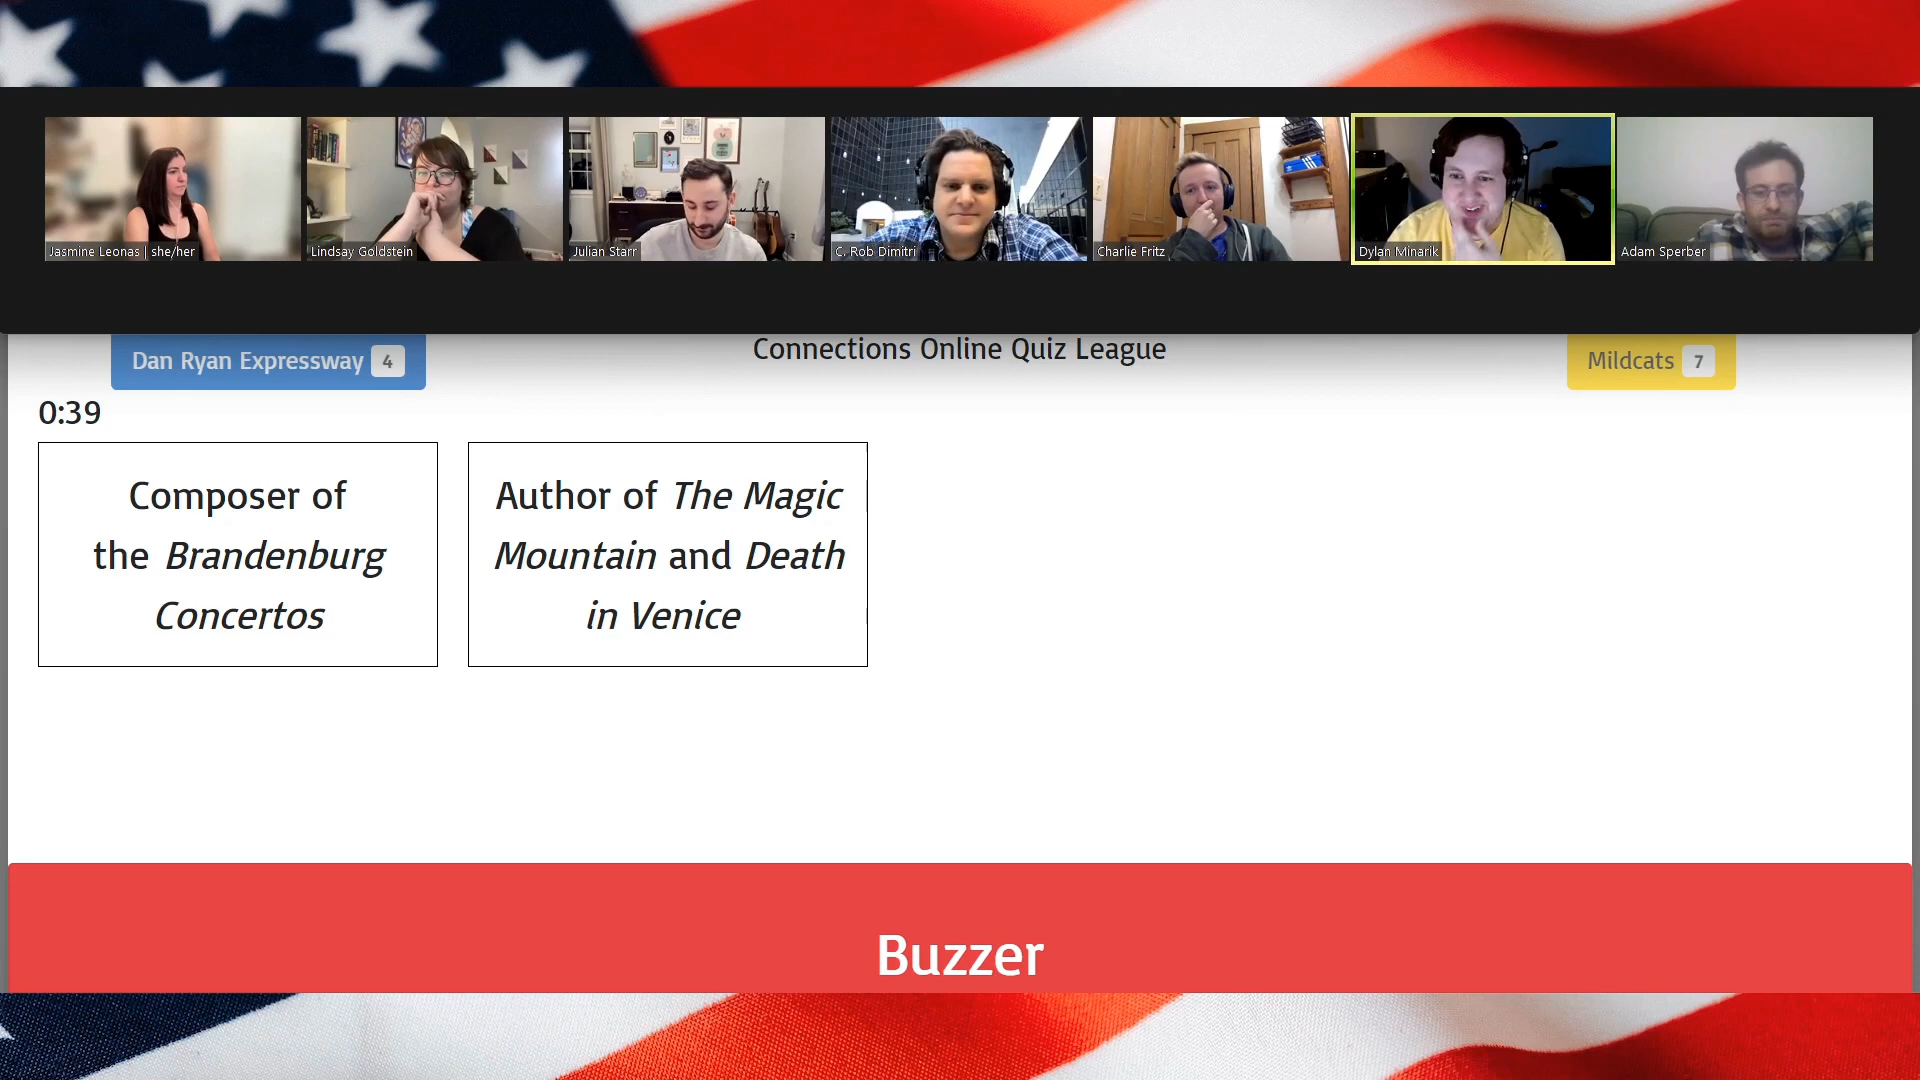 Jasmine Leonas | she/her
Lindsay Goldstein
Julian Starr
C. Rob Dimitri
Charlie Fritz
Dylan Minarik
Adam Sperber
Dan Ryan Expressway 4
Connections Online Quiz League
Mildcats 7
0:39
Composer of
the Brandenburg
Concertos
Author of The Magic
Mountain and Death
in Venice
Buzzer